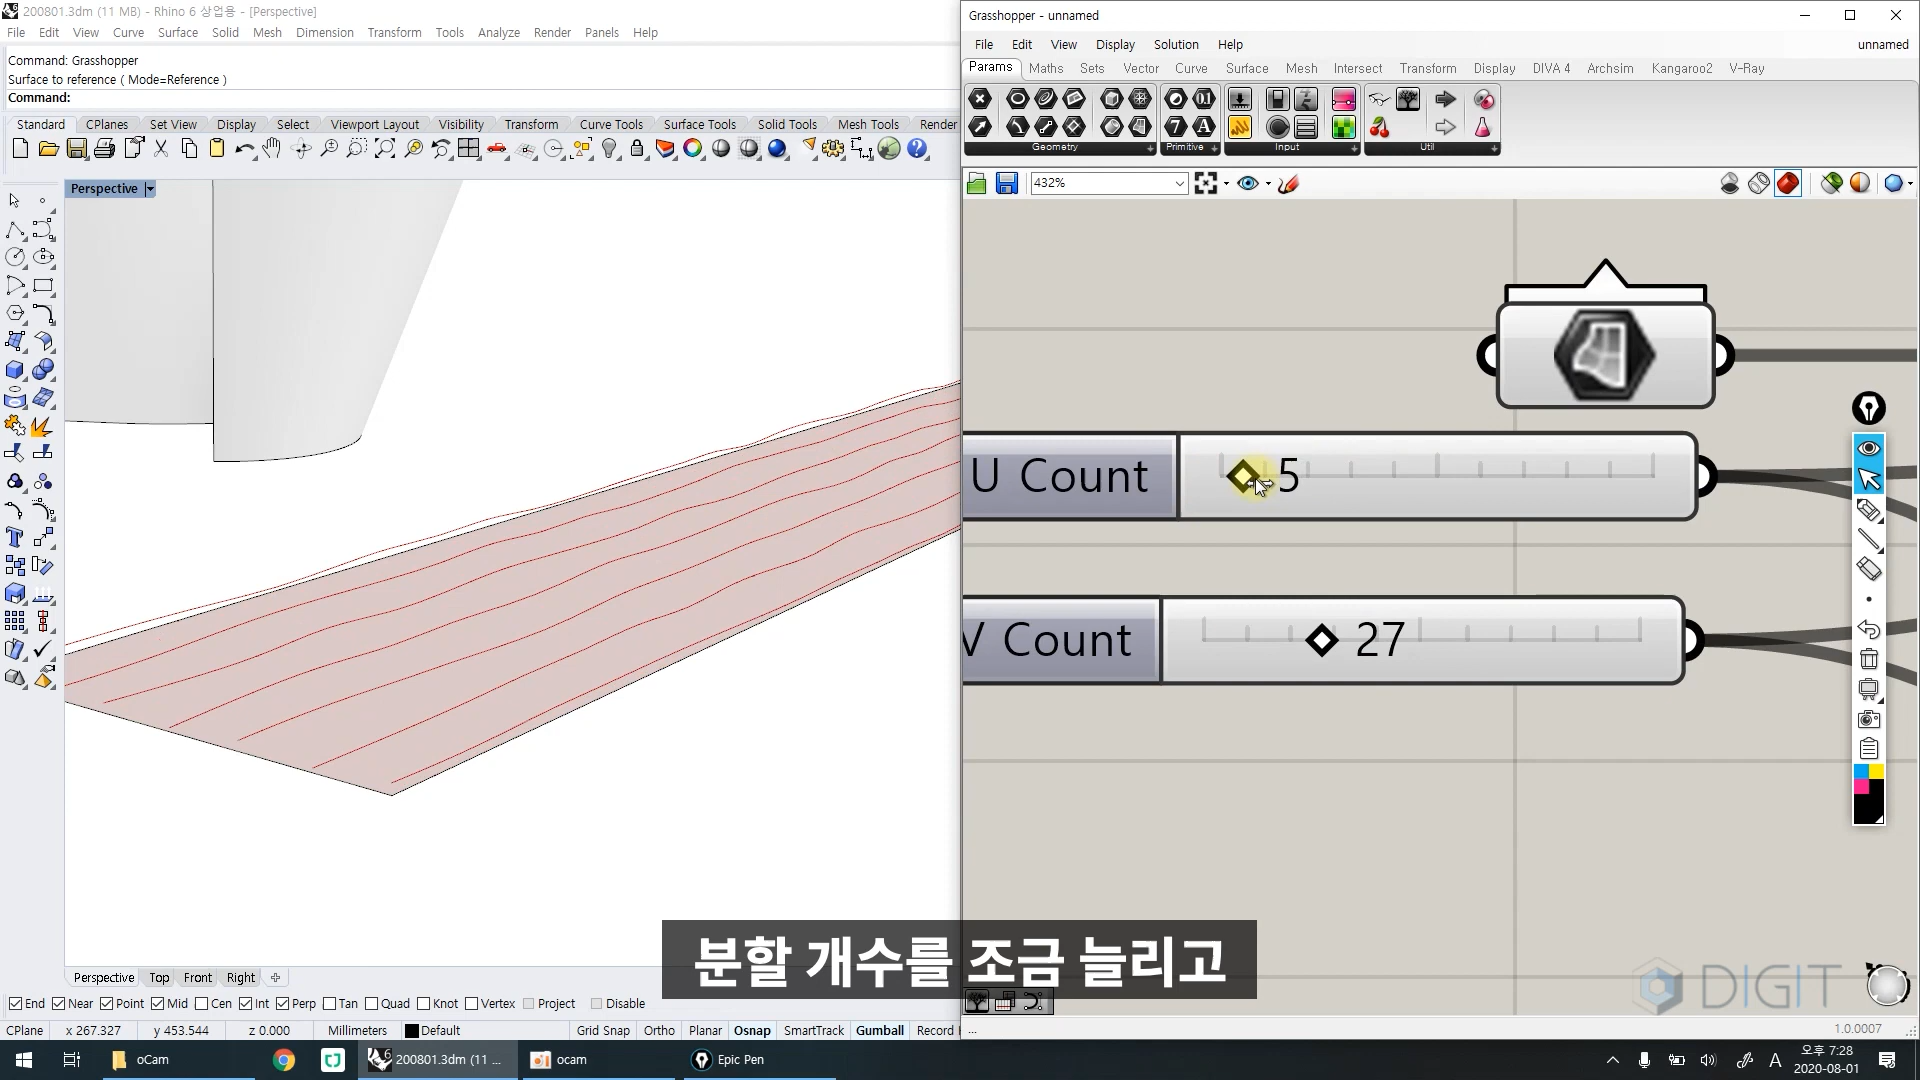 200801.3dm (11 MB) - Rhino 6 상업용 - [Perspective]
File Edit View Curve Surface Solid Mesh Dimension Transform Tools Analyze Render Panels Help
Command: Grasshopper
Surface to reference ( Mode=Reference )
Command:
Standard CPlanes Set View Display Select Viewport Layout Visibility Transform Curve Tools Surface Tools Solid Tools Mesh Tools Render
Perspective
Grasshopper - unnamed
File Edit View Display Solution Help
unnamed
Params Maths Sets Vector Curve Surface Mesh Intersect Transform Display DIVA 4 Archsim Kangaroo2 V-Ray
Geometry Primitive Input Util
432%
U Count
5
V Count
27
분할 개수를 조금 늘리고
DIGIT
Perspective Top Front Right
End Near Point Mid Cen Int Perp Tan Quad Knot Vertex Project Disable
CPlane x 267.327 y 453.544 z 0.000 Millimeters Default Grid Snap Ortho Planar Osnap SmartTrack Gumball Record
...
1.0.0007
oCam
200801.3dm (11 ...
ocam
Epic Pen
A
오후 7:28
2020-08-01